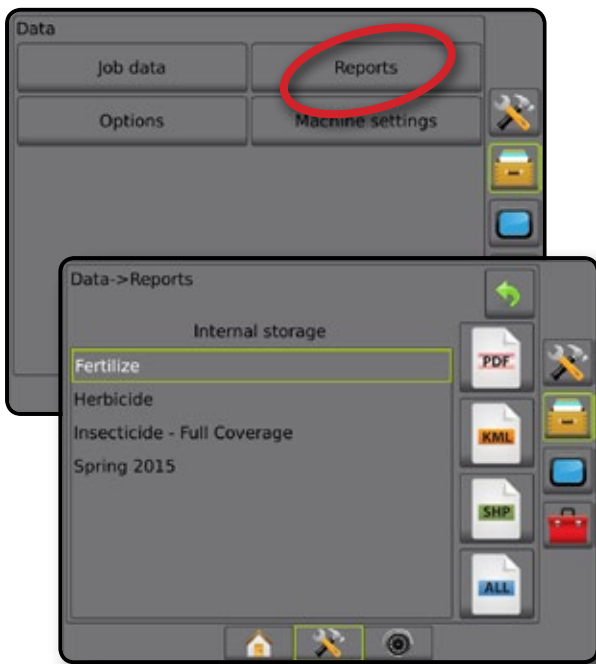 Data
Job data
Reports
Options
Machine settings
Data->Reports
Internal storage
Fertilize
Herbicide
Insecticide - Full Coverage
Spring 2015
PDF
KML
SHP
ALL